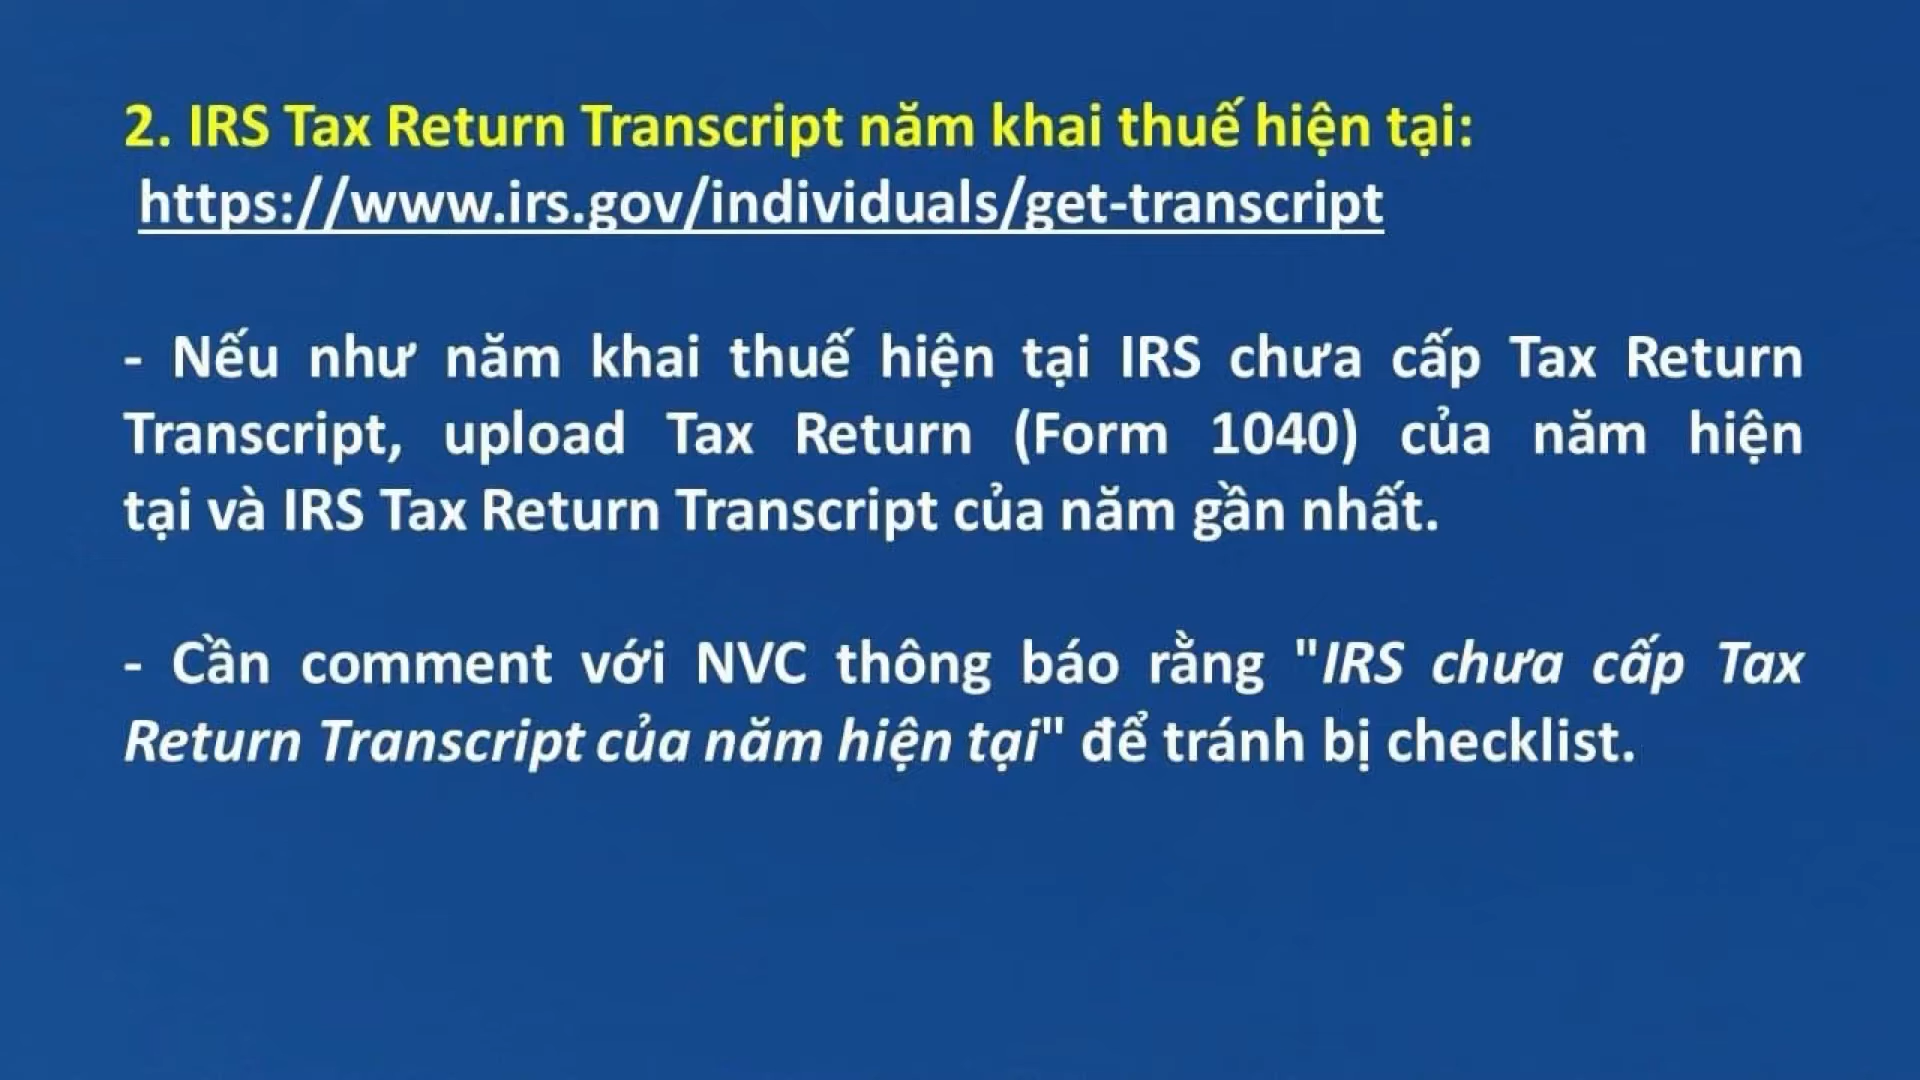 2. IRS Tax Return Transcript năm khai thuế hiện tại:
https://www.irs.gov/individuals/get-transcript
- Nếu như năm khai thuế hiện tại IRS chưa cấp Tax Return
Transcript, upload Tax Return (Form 1040) của năm hiện
tại và IRS Tax Return Transcript của năm gần nhất.
- Cần comment với NVC thông báo rằng "IRS chưa cấp Tax
Return Transcript của năm hiện tại" để tránh bị checklist.